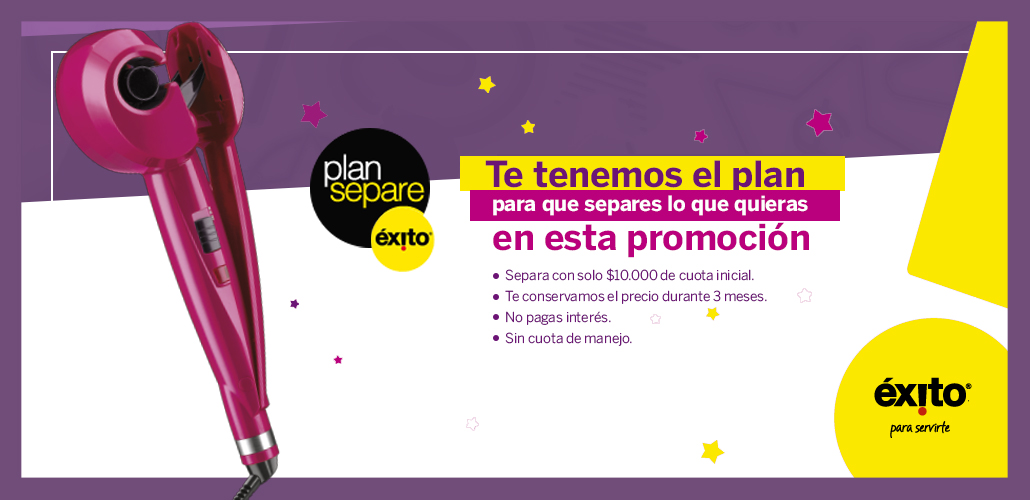 plan
separe
éxito®
Te tenemos el plan
para que separes lo que quieras
en esta promoción
• Separa con solo $10.000 de cuota inicial.
• Te conservamos el precio durante 3 meses.
• No pagas interés.
• Sin cuota de manejo.
éxito®
para servirte